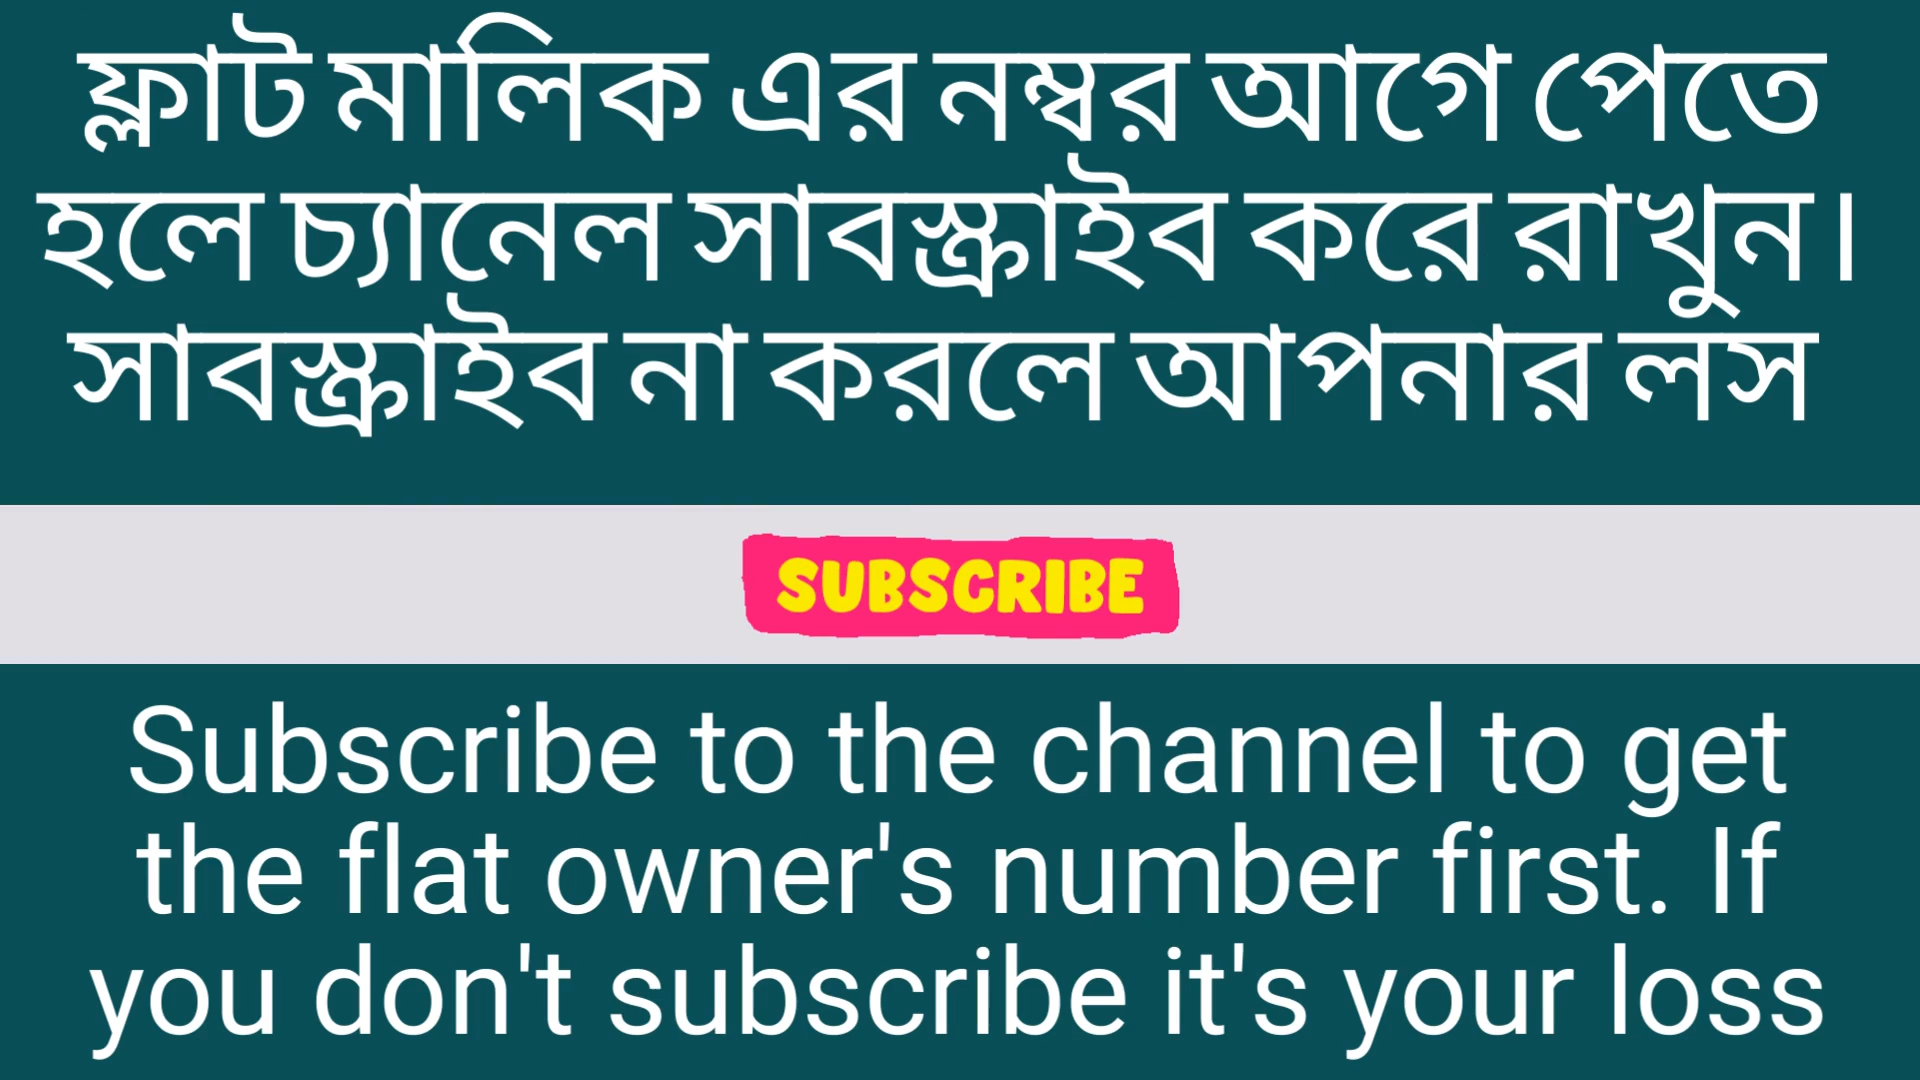 ফ্লাট মালিক এর নম্বর আগে পেতে
হলে চ্যানেল সাবস্ক্রাইব করে রাখুন।
সাবস্ক্রাইব না করলে আপনার লস
SUBSCRIBE
Subscribe to the channel to get
the flat owner's number first. If
you don't subscribe it's your loss